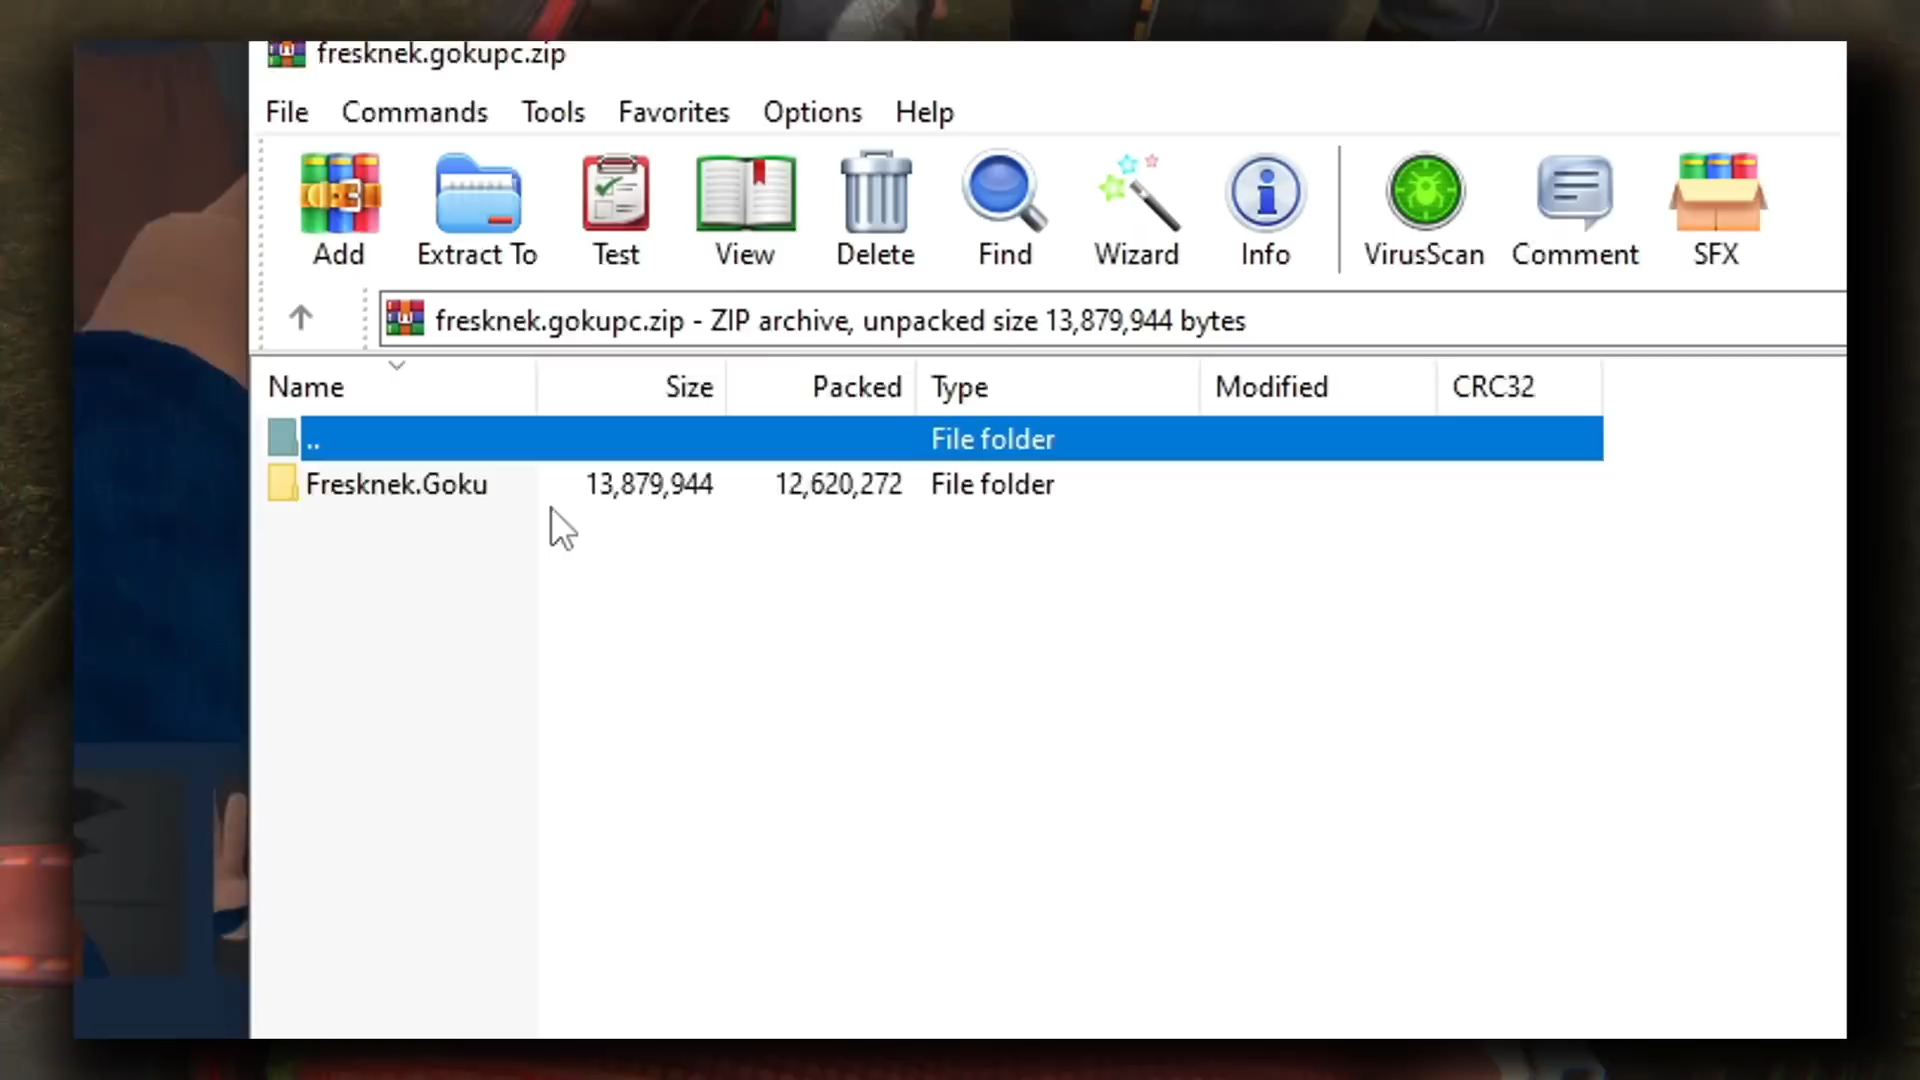 fresknek.gokupc.zip
File Commands Tools Favorites Options Help
Add Extract To Test View Delete Find Wizard Info VirusScan Comment SFX
fresknek.gokupc.zip - ZIP archive, unpacked size 13,879,944 bytes
Name Size Packed Type Modified CRC32
.. File folder
Fresknek.Goku 13,879,944 12,620,272 File folder